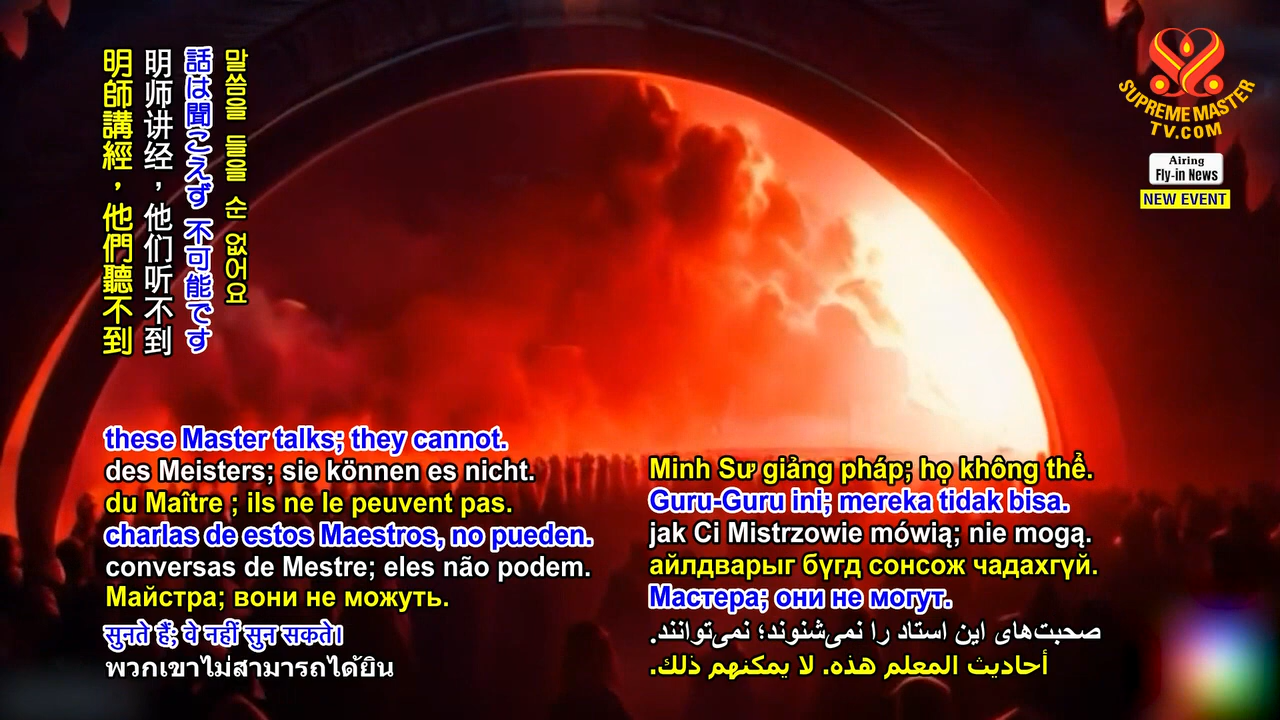 明師講經，他們聽不到
明师讲经，他们听不到
話は聞こえず 不可能です
말씀을 들을 순 없어요
SUPREME MASTER
TV.COM
Airing
Fly-in News
NEW EVENT
these Master talks; they cannot.
des Meisters; sie können es nicht.
du Maître ; ils ne le peuvent pas.
charlas de estos Maestros, no pueden.
conversas de Mestre; eles não podem.
Майстра; вони не можуть.
सुनते हैं; वे नहीं सुन सकते।
พวกเขาไม่สามารถได้ยิน
Minh Sư giảng pháp; họ không thể.
Guru-Guru ini; mereka tidak bisa.
jak Ci Mistrzowie mówią; nie mogą.
айлдварыг бүгд сонсож чадахгүй.
Мастера; они не могут.
صحبت‌های این استاد را نمی‌شنوند؛ نمی‌توانند.
أحاديث المعلم هذه. لا يمكنهم ذلك.